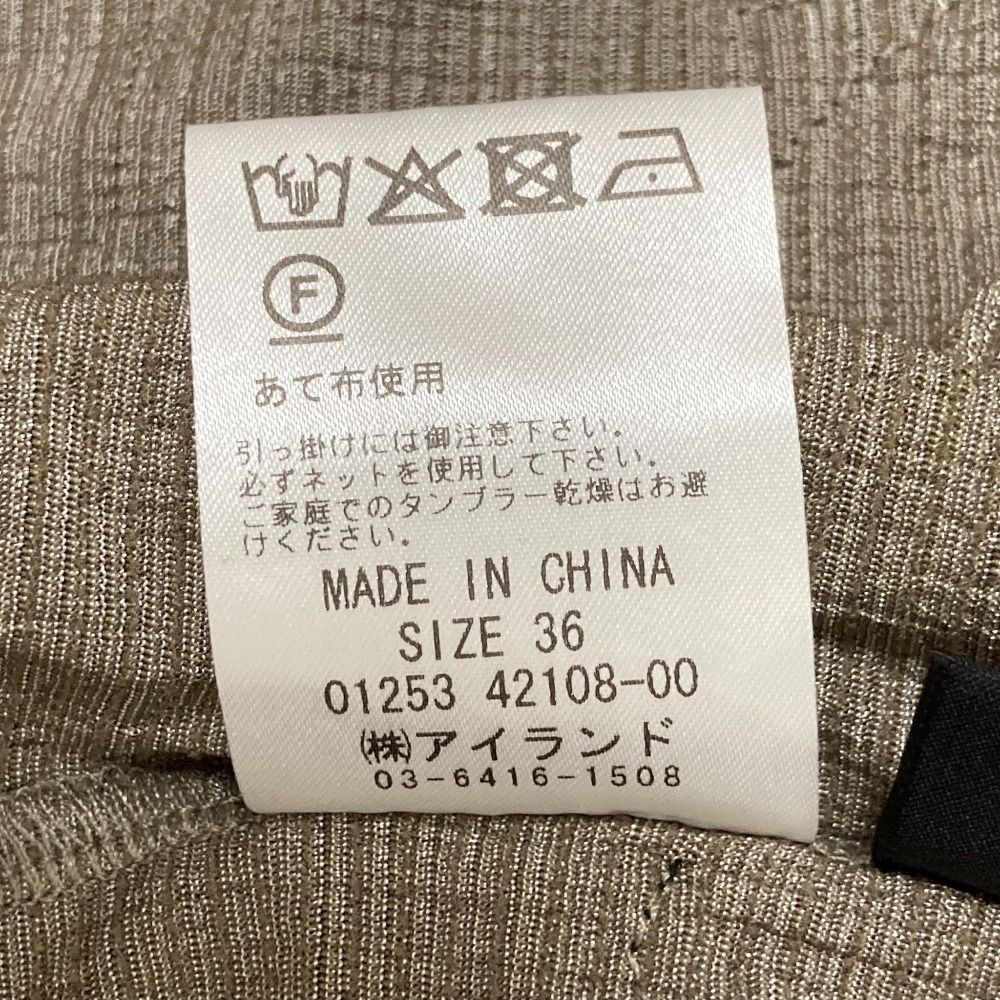 F
あて布使用
引っ掛けには御注意下さい。
必ずネットを使用して下さい。
ご家庭でのタンブラー乾燥はお避
けください。
MADE IN CHINA
SIZE 36
01253 42108-00
㈱アイランド
03-6416-1508